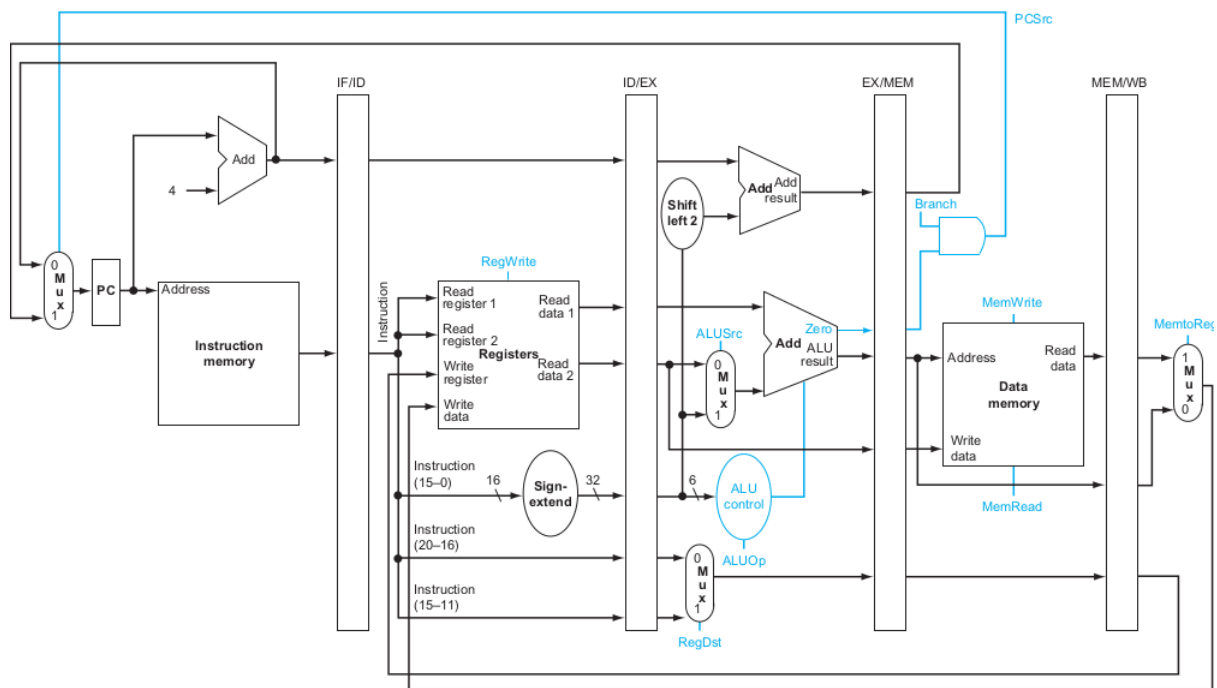 PCSrc
IF/ID
ID/EX
EX/MEM
MEM/WB
Add
4
Shift
left 2
Add
Add
result
Branch
0
M
u
x
1
PC
Address
Instruction
memory
Instruction
RegWrite
Read
register 1
Read
register 2
Write
register
Write
data
Registers
Read
data 1
Read
data 2
ALUSrc
0
M
u
x
1
Zero
Add
ALU
result
MemWrite
Address
Read
data
Data
memory
Write
data
MemRead
MemtoReg
1
M
u
x
0
Instruction
(15–0)
16
Sign-
extend
32
6
ALU
control
ALUOp
Instruction
(20–16)
Instruction
(15–11)
0
M
u
x
1
RegDst